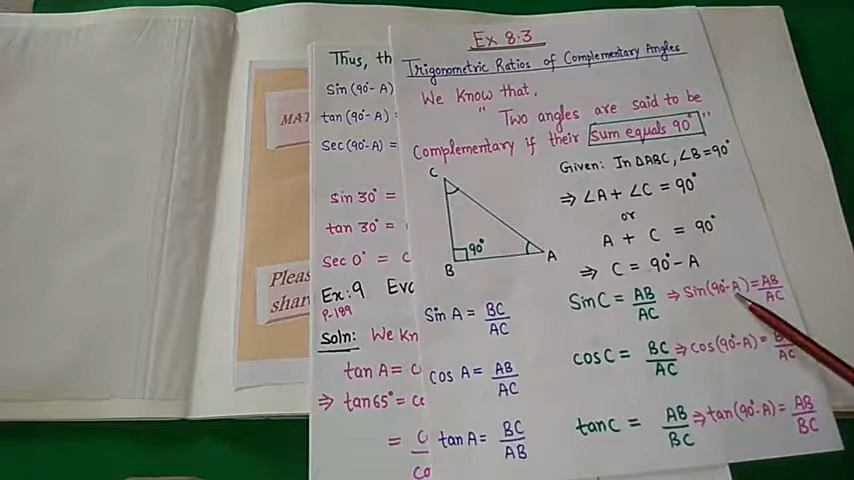 Ex 8.3
Trigonometric Ratios of Complementary Angles
We know that,
" Two angles are said to be
Complementary if their sum equals 90° "
Given: In ΔABC, ∠B = 90°
⇒ ∠A + ∠C = 90°
or
A + C = 90°
⇒ C = 90° - A
C
90°
B
A
Sin A = BC/AC
Sin C = AB/AC ⇒ Sin(90°-A) = AB/AC
cos A = AB/AC
cos C = BC/AC ⇒ cos(90°-A) = /AC
tan A = BC/AB
tan C = AB/BC ⇒ tan(90°-A) = AB/BC
Thus, th
Sin (90°- A)
tan (90°- A)
Sec (90°-A) =
Sin 30° =
tan 30° =
Sec 0° =
Ex: 9
P-189
Soln: We Kn
tan A =
⇒ tan 65° =
=
MAT
Pleas
shar